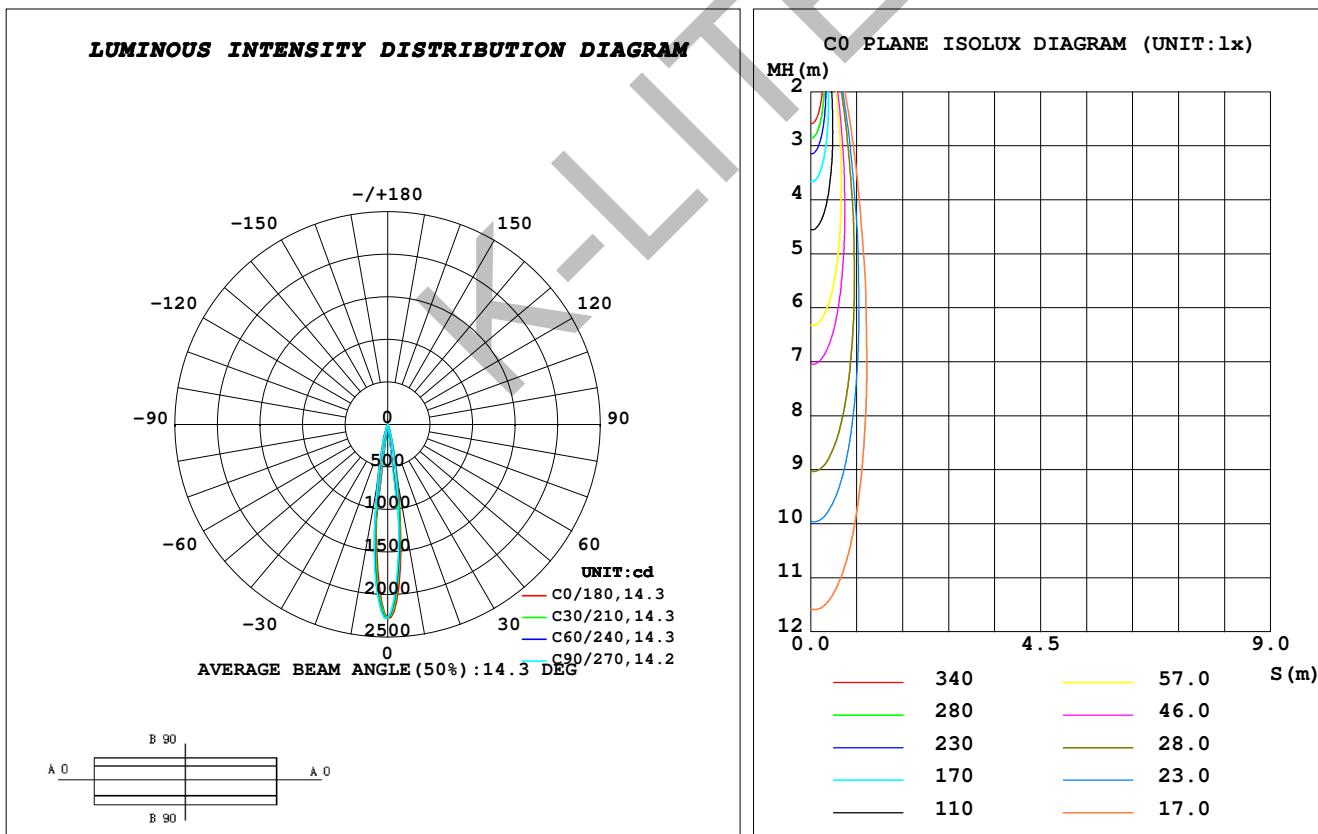 LUMINOUS INTENSITY DISTRIBUTION DIAGRAM
-/+180
-150
150
-120
120
-90
90
-60
60
-30
30
0
0
500
1000
1500
2000
2500
UNIT:cd
C0/180,14.3
C30/210,14.3
C60/240,14.3
C90/270,14.2
AVERAGE BEAM ANGLE(50%):14.3 DEG
B 90
A 0
A 0
B 90
K-LITE
C0 PLANE ISOLUX DIAGRAM (UNIT:lx)
MH(m)
2
3
4
5
6
7
8
9
10
11
12
0.0
4.5
9.0
S(m)
340
280
230
170
110
57.0
46.0
28.0
23.0
17.0